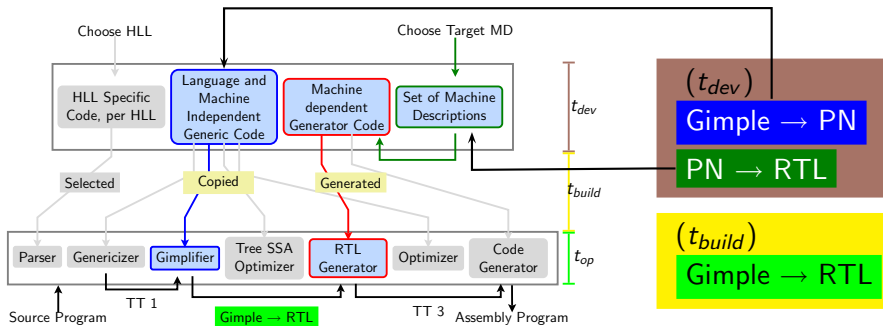 Choose HLL
Choose Target MD
HLL Specific
Code, per HLL
Language and
Machine
Independent
Generic Code
Machine
dependent
Generator Code
Set of Machine
Descriptions
t_dev
(t_dev)
Gimple → PN
PN → RTL
Selected
Copied
Generated
t_build
(t_build)
Gimple → RTL
Parser
Genericizer
Gimplifier
Tree SSA
Optimizer
RTL
Generator
Optimizer
Code
Generator
t_op
Source Program
TT 1
Gimple → RTL
TT 3
Assembly Program